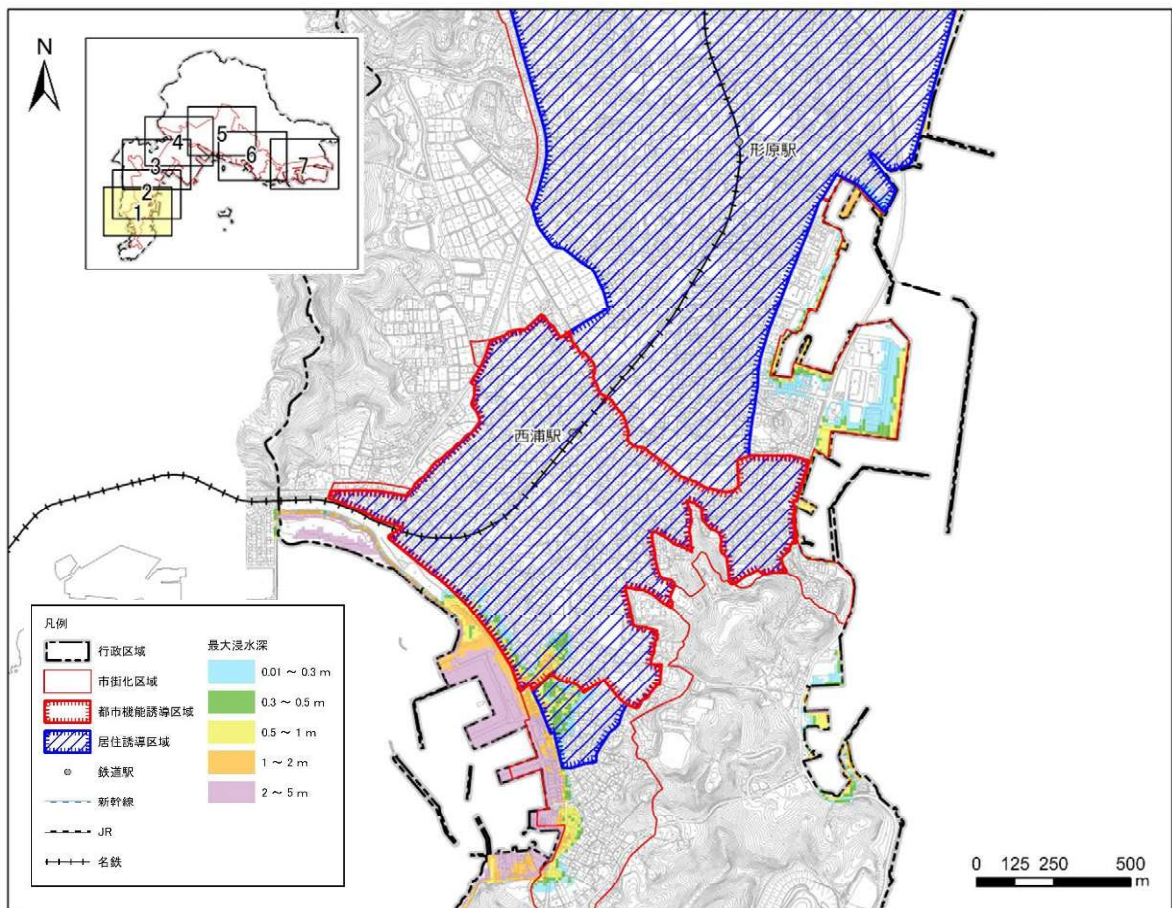 N
5
4
6
7
3
2
1
形原駅
西浦駅
凡例
行政区域
市街化区域
都市機能誘導区域
居住誘導区域
鉄道駅
新幹線
JR
名鉄
最大浸水深
0.01 ~ 0.3 m
0.3 ~ 0.5 m
0.5 ~ 1 m
1 ~ 2 m
2 ~ 5 m
0 125 250 500
m